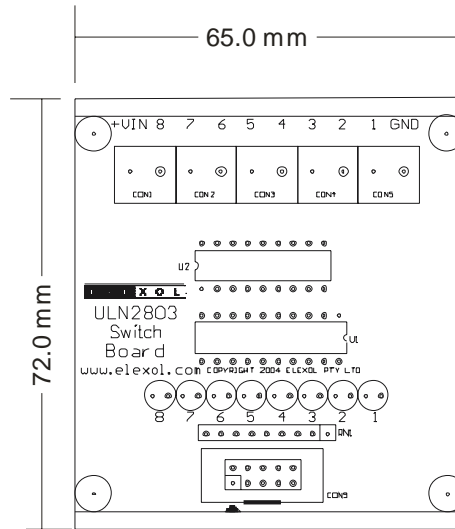 65.0 mm
72.0 mm
+VIN 8 7 6 5 4 3 2 1 GND
CON1 CON2 CON3 CON4 CON5
U2
XOL
ULN2803
U1
Switch
Board
www.elexol.com COPYRIGHT 2004 ELEXOL PTY LTD
8 7 6 5 4 3 2 1
RN1
CON9